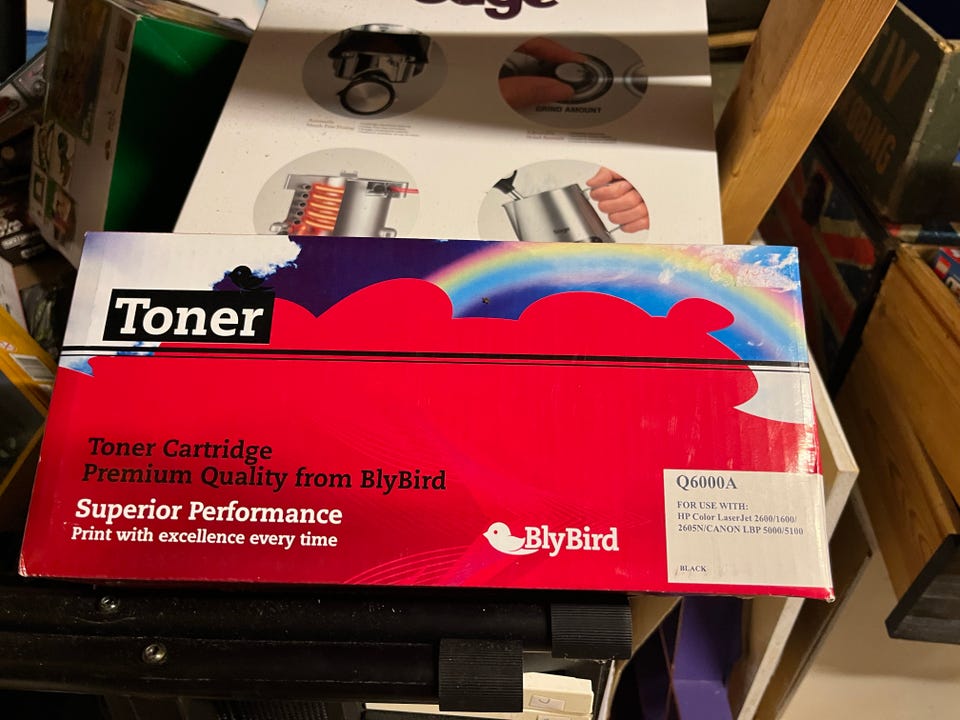 GRIND AMOUNT
Toner
Toner Cartridge
Premium Quality from BlyBird
Superior Performance
Print with excellence every time
BlyBird
Q6000A
FOR USE WITH:
HP Color LaserJet 2600/1600/
2605N/CANON LBP 5000/5100
BLACK